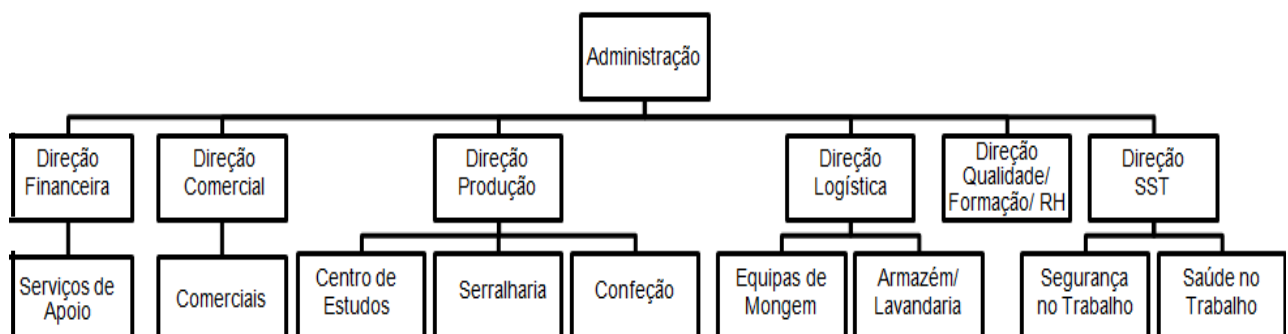 Administração
Direção
Financeira
Direção
Comercial
Direção
Produção
Direção
Logística
Direção
Qualidade/
Formação/ RH
Direção
SST
Serviços de
Apoio
Comerciais
Centro de
Estudos
Serralharia
Confeção
Equipas de
Mongem
Armazém/
Lavandaria
Segurança
no Trabalho
Saúde no
Trabalho